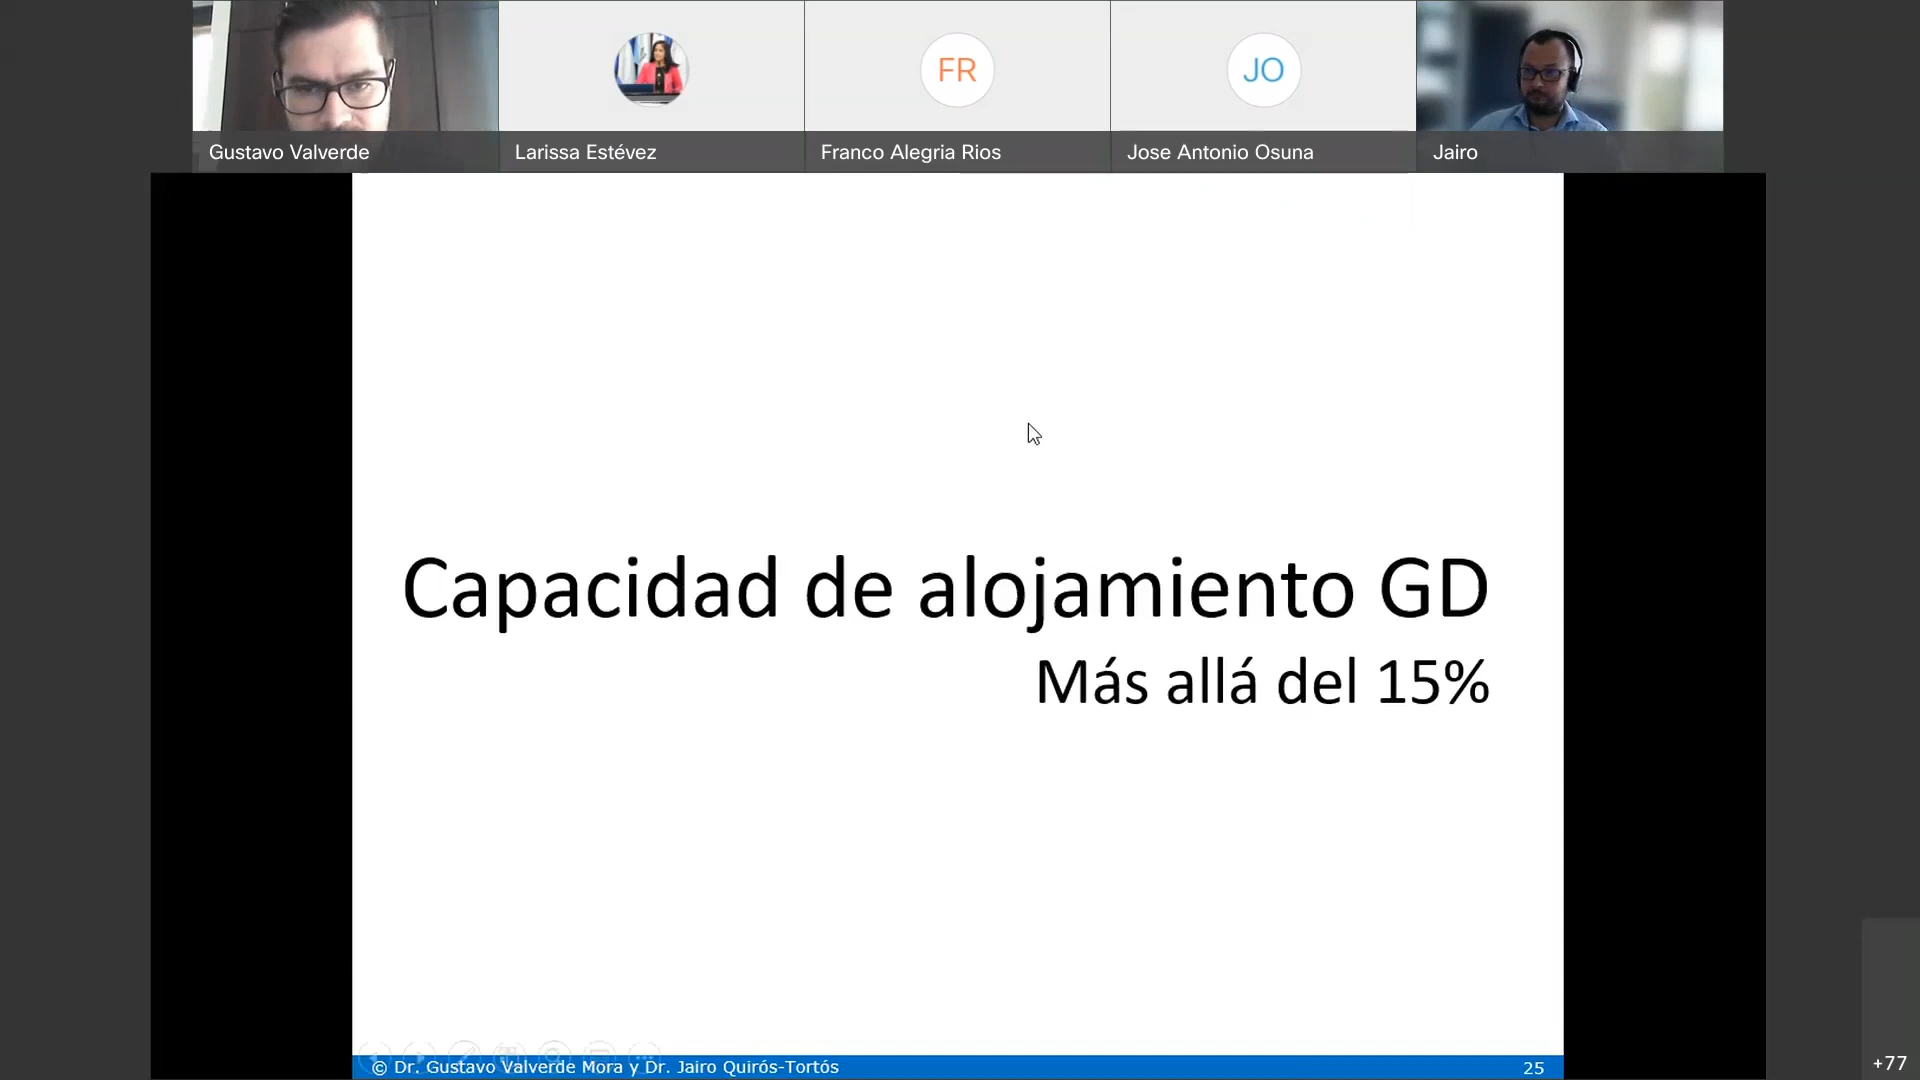 FR
JO
Gustavo Valverde
Larissa Estévez
Franco Alegria Rios
Jose Antonio Osuna
Jairo
Capacidad de alojamiento GD
Más allá del 15%
© Dr. Gustavo Valverde Mora y Dr. Jairo Quirós-Tortós
25
+77